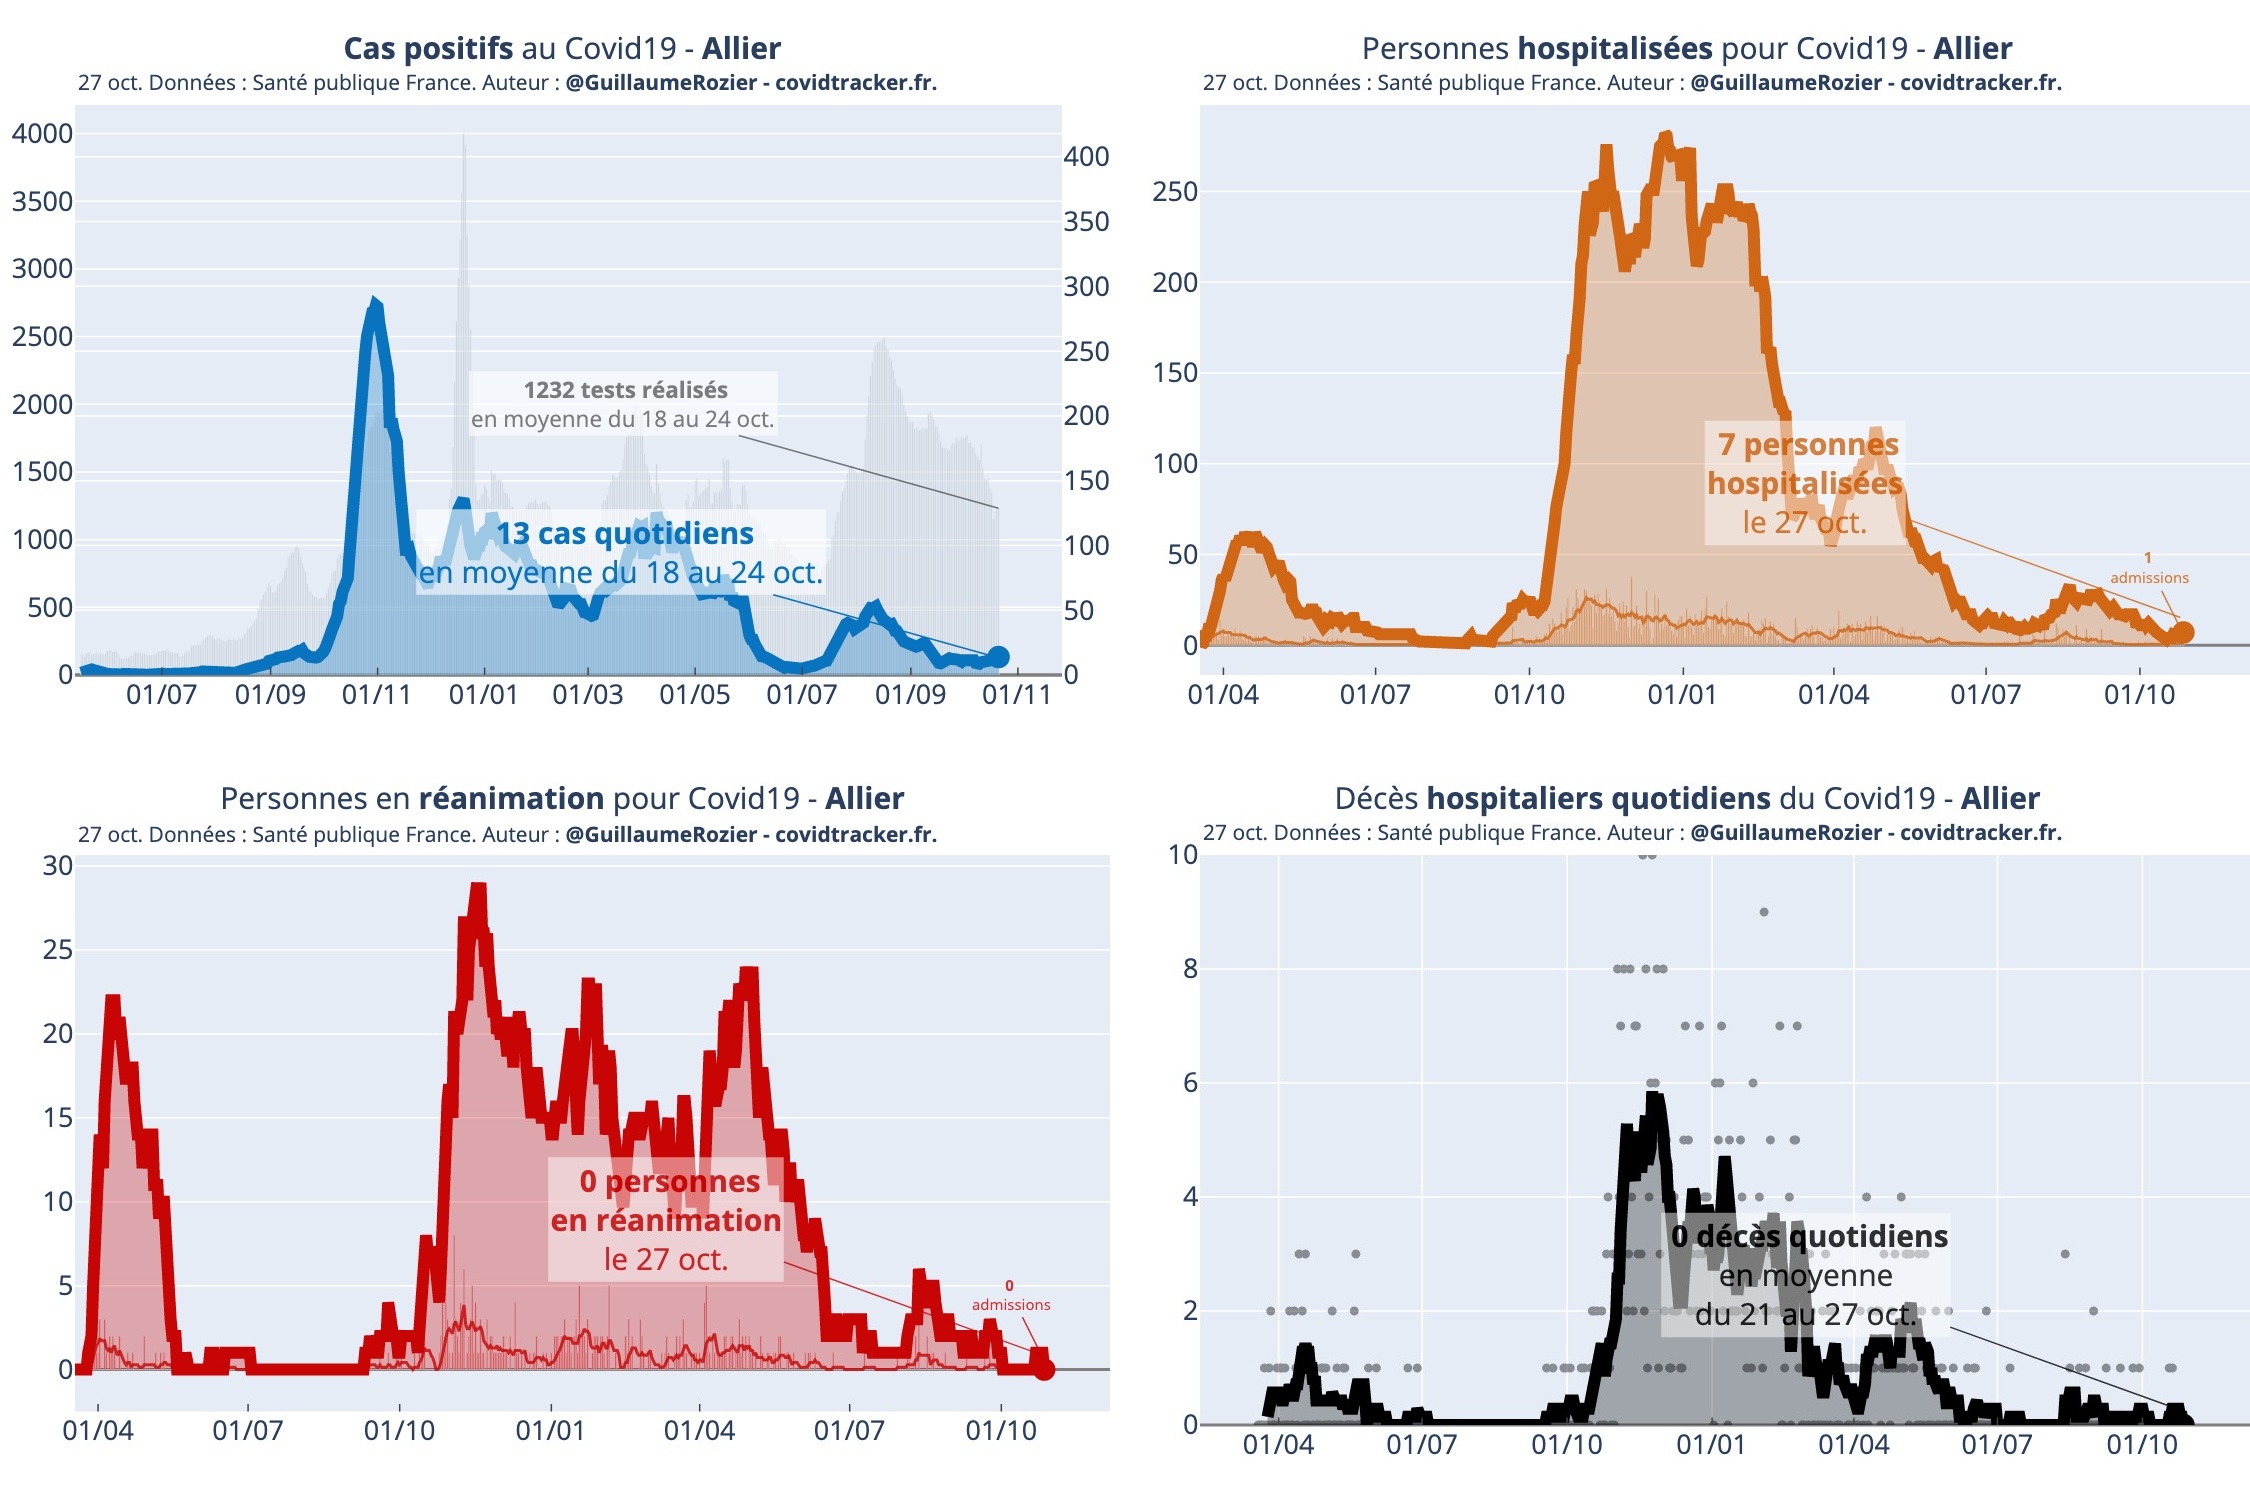 Cas positifs au Covid19 - Allier
27 oct. Données : Santé publique France. Auteur : @GuillaumeRozier - covidtracker.fr.
4000
3500
3000
2500
2000
1500
1000
500
0
400
350
300
250
200
150
100
50
0
1232 tests réalisés
en moyenne du 18 au 24 oct.
13 cas quotidiens
en moyenne du 18 au 24 oct.
01/07 01/09 01/11 01/01 01/03 01/05 01/07 01/09 01/11
Personnes hospitalisées pour Covid19 - Allier
27 oct. Données : Santé publique France. Auteur : @GuillaumeRozier - covidtracker.fr.
250
200
150
100
50
0
7 personnes
hospitalisées
le 27 oct.
1
admissions
01/04 01/07 01/10 01/01 01/04 01/07 01/10
Personnes en réanimation pour Covid19 - Allier
27 oct. Données : Santé publique France. Auteur : @GuillaumeRozier - covidtracker.fr.
30
25
20
15
10
5
0
0 personnes
en réanimation
le 27 oct.
0
admissions
01/04 01/07 01/10 01/01 01/04 01/07 01/10
Décès hospitaliers quotidiens du Covid19 - Allier
27 oct. Données : Santé publique France. Auteur : @GuillaumeRozier - covidtracker.fr.
10
8
6
4
2
0
0 décès quotidiens
en moyenne
du 21 au 27 oct.
01/04 01/07 01/10 01/01 01/04 01/07 01/10